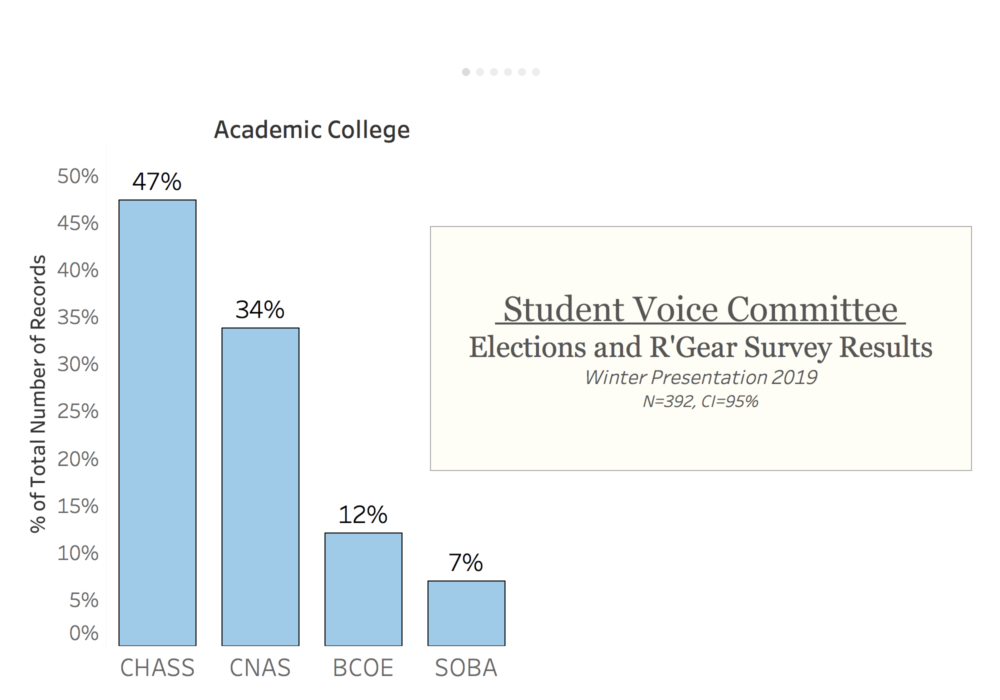 Academic College
% of Total Number of Records
50%
45%
40%
35%
30%
25%
20%
15%
10%
5%
0%
47%
34%
12%
7%
CHASS
CNAS
BCOE
SOBA
Student Voice Committee
Elections and R'Gear Survey Results
Winter Presentation 2019
N=392, CI=95%